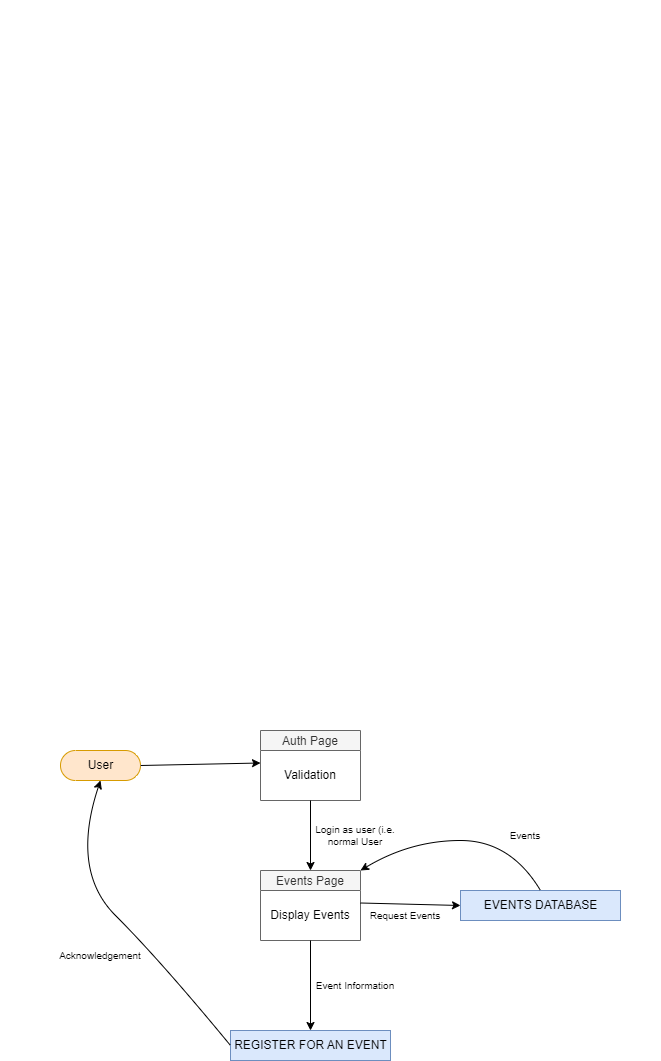 Auth Page
User
Validation
Login as user (i.e.
normal User
Events
Events Page
EVENTS DATABASE
Display Events
Request Events
Acknowledgement
Event Information
REGISTER FOR AN EVENT